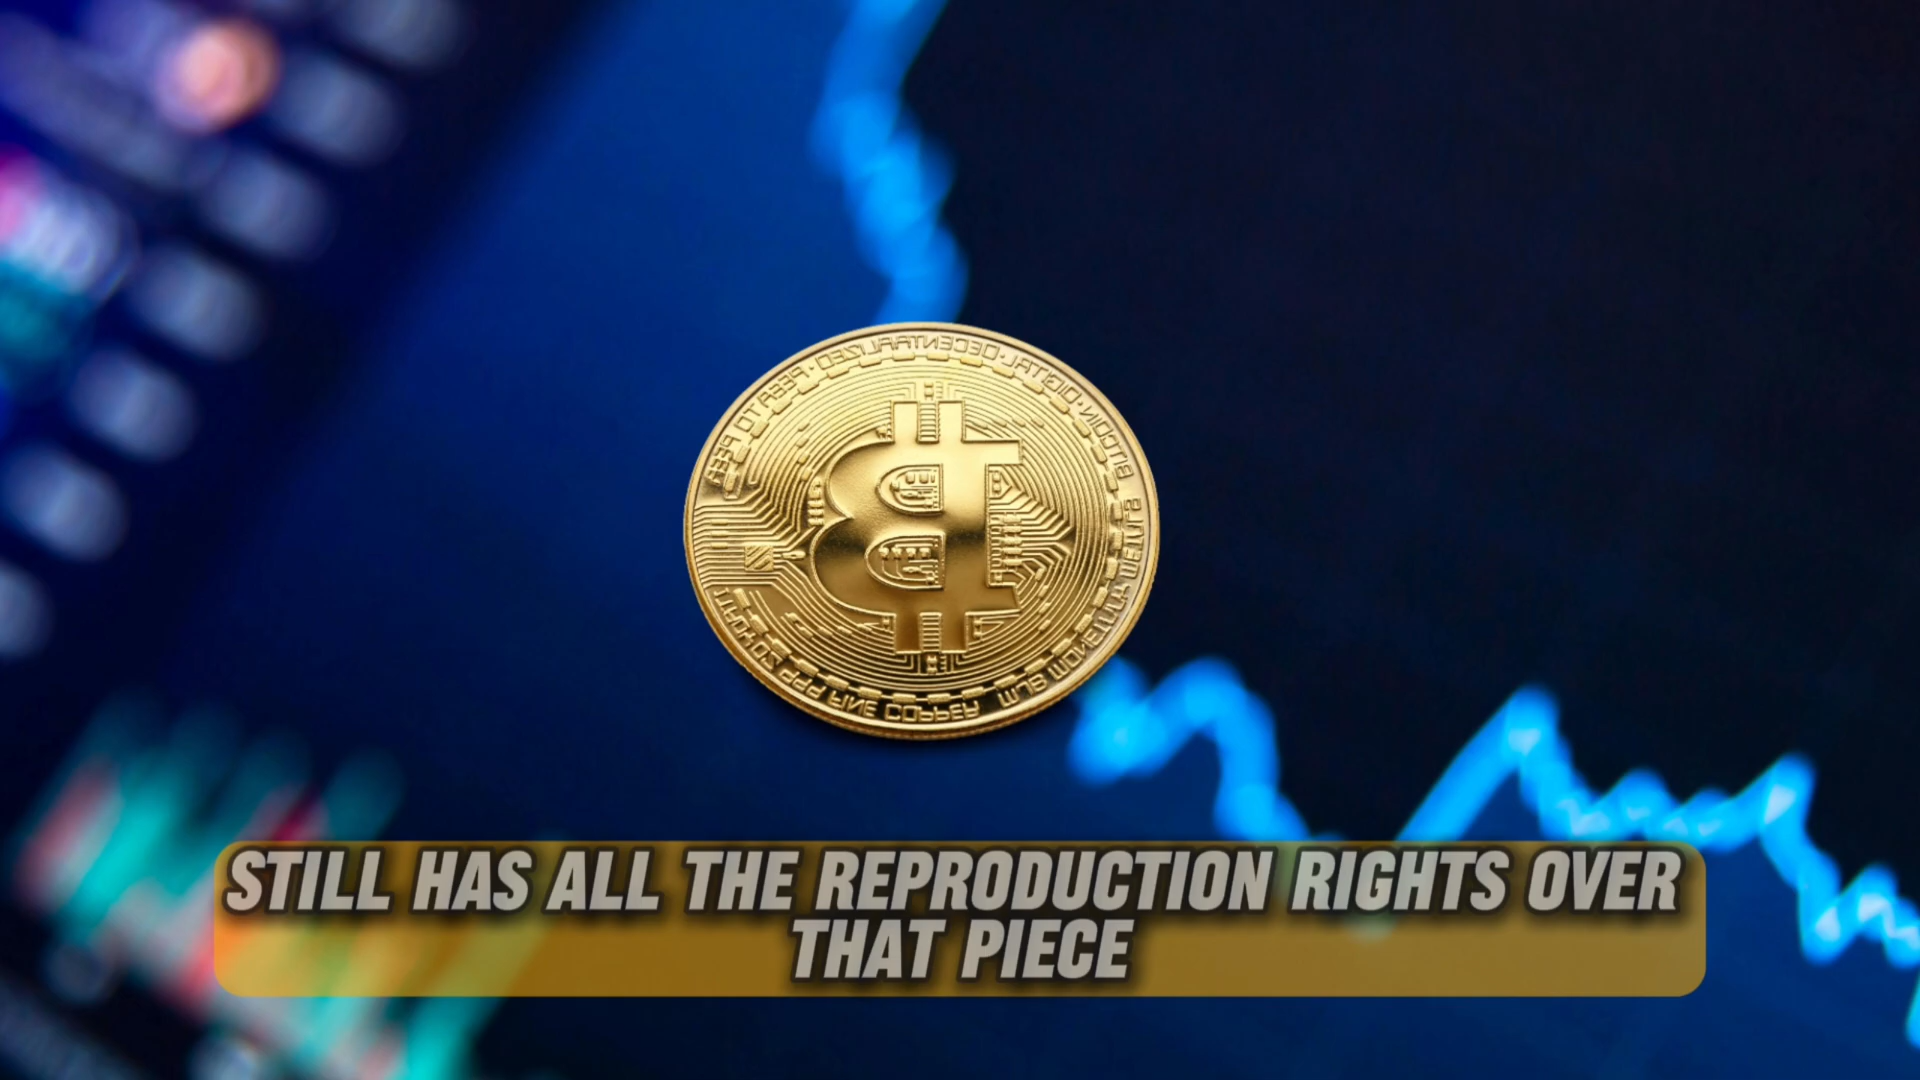 STILL HAS ALL THE REPRODUCTION RIGHTS OVER
THAT PIECE